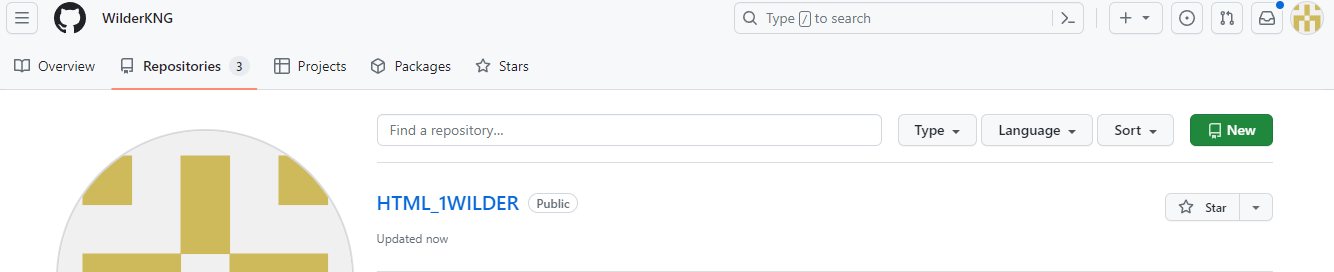 WilderKNG
Type / to search
Overview Repositories 3 Projects Packages Stars
Find a repository... Type Language Sort New
HTML_1WILDER Public
Star
Updated now